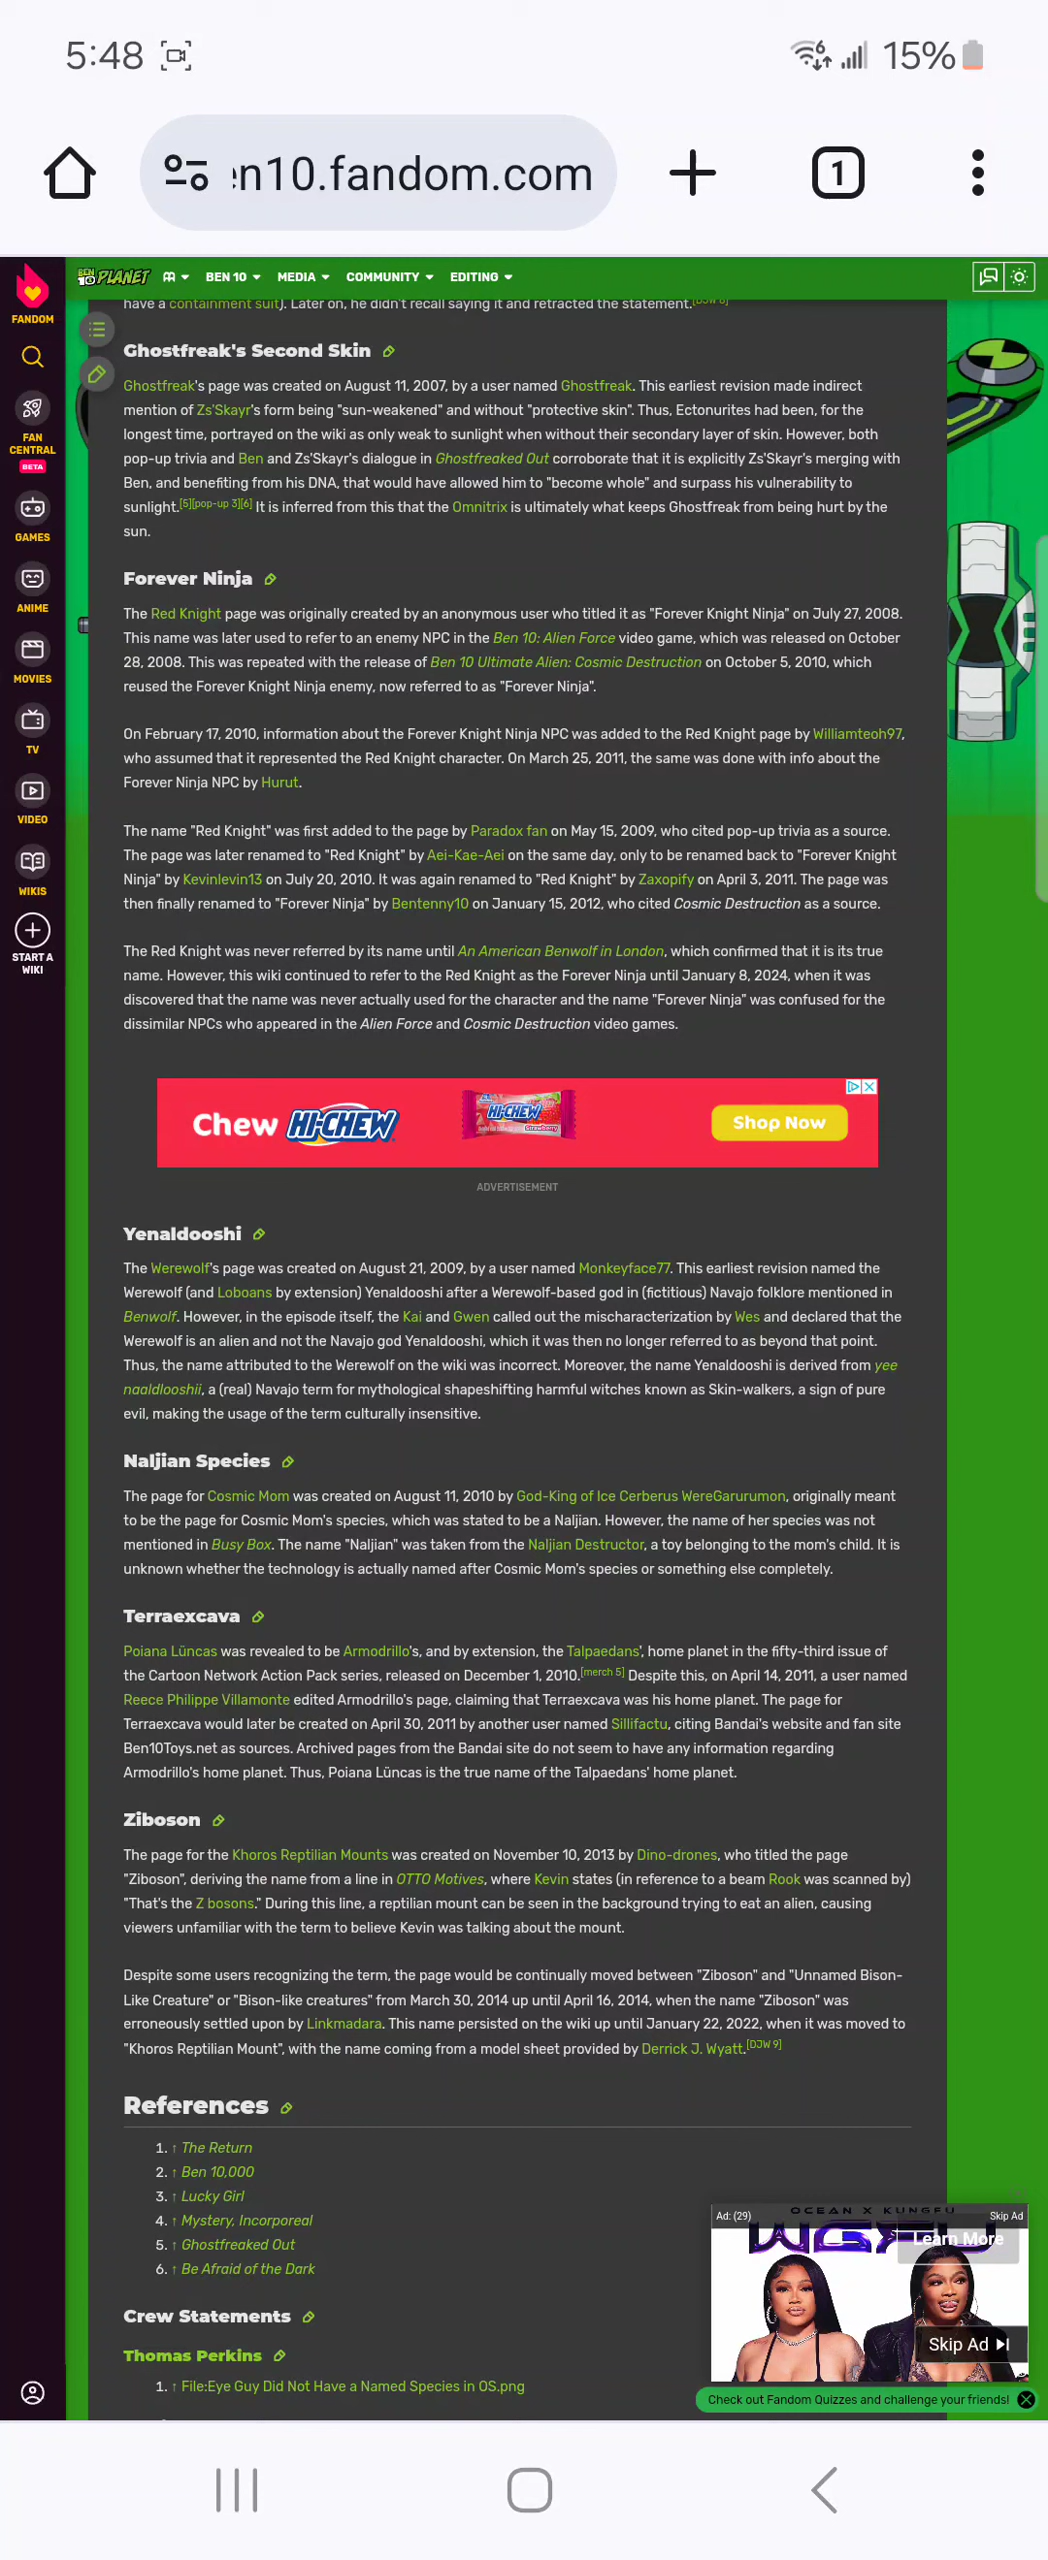 5:48
6
15%
en10.fandom.com
1
FANDOM
BEN 10 PLANET
BEN 10
MEDIA
COMMUNITY
EDITING
FAN CENTRAL
BETA
GAMES
ANIME
MOVIES
TV
VIDEO
WIKIS
START A WIKI
have a containment suit). Later on, he didn't recall saying it and retracted the statement.[DJW 8]
Ghostfreak's Second Skin
Ghostfreak's page was created on August 11, 2007, by a user named Ghostfreak. This earliest revision made indirect
mention of Zs'Skayr's form being "sun-weakened" and without "protective skin". Thus, Ectonurites had been, for the
longest time, portrayed on the wiki as only weak to sunlight when without their secondary layer of skin. However, both
pop-up trivia and Ben and Zs'Skayr's dialogue in Ghostfreaked Out corroborate that it is explicitly Zs'Skayr's merging with
Ben, and benefiting from his DNA, that would have allowed him to "become whole" and surpass his vulnerability to
sunlight.[5][pop-up 3][6] It is inferred from this that the Omnitrix is ultimately what keeps Ghostfreak from being hurt by the
sun.
Forever Ninja
The Red Knight page was originally created by an anonymous user who titled it as "Forever Knight Ninja" on July 27, 2008.
This name was later used to refer to an enemy NPC in the Ben 10: Alien Force video game, which was released on October
28, 2008. This was repeated with the release of Ben 10 Ultimate Alien: Cosmic Destruction on October 5, 2010, which
reused the Forever Knight Ninja enemy, now referred to as "Forever Ninja".
On February 17, 2010, information about the Forever Knight Ninja NPC was added to the Red Knight page by Williamteoh97,
who assumed that it represented the Red Knight character. On March 25, 2011, the same was done with info about the
Forever Ninja NPC by Hurut.
The name "Red Knight" was first added to the page by Paradox fan on May 15, 2009, who cited pop-up trivia as a source.
The page was later renamed to "Red Knight" by Aei-Kae-Aei on the same day, only to be renamed back to "Forever Knight
Ninja" by Kevinlevin13 on July 20, 2010. It was again renamed to "Red Knight" by Zaxopify on April 3, 2011. The page was
then finally renamed to "Forever Ninja" by Bentenny10 on January 15, 2012, who cited Cosmic Destruction as a source.
The Red Knight was never referred by its name until An American Benwolf in London, which confirmed that it is its true
name. However, this wiki continued to refer to the Red Knight as the Forever Ninja until January 8, 2024, when it was
discovered that the name was never actually used for the character and the name "Forever Ninja" was confused for the
dissimilar NPCs who appeared in the Alien Force and Cosmic Destruction video games.
Chew HI-CHEW
HI-CHEW
Strawberry
Shop Now
ADVERTISEMENT
Yenaldooshi
The Werewolf's page was created on August 21, 2009, by a user named Monkeyface77. This earliest revision named the
Werewolf (and Loboans by extension) Yenaldooshi after a Werewolf-based god in (fictitious) Navajo folklore mentioned in
Benwolf. However, in the episode itself, the Kai and Gwen called out the mischaracterization by Wes and declared that the
Werewolf is an alien and not the Navajo god Yenaldooshi, which it was then no longer referred to as beyond that point.
Thus, the name attributed to the Werewolf on the wiki was incorrect. Moreover, the name Yenaldooshi is derived from yee
naaldlooshii, a (real) Navajo term for mythological shapeshifting harmful witches known as Skin-walkers, a sign of pure
evil, making the usage of the term culturally insensitive.
Naljian Species
The page for Cosmic Mom was created on August 11, 2010 by God-King of Ice Cerberus WereGarurumon, originally meant
to be the page for Cosmic Mom's species, which was stated to be a Naljian. However, the name of her species was not
mentioned in Busy Box. The name "Naljian" was taken from the Naljian Destructor, a toy belonging to the mom's child. It is
unknown whether the technology is actually named after Cosmic Mom's species or something else completely.
Terraexcava
Poiana Lüncas was revealed to be Armodrillo's, and by extension, the Talpaedans', home planet in the fifty-third issue of
the Cartoon Network Action Pack series, released on December 1, 2010.[merch 5] Despite this, on April 14, 2011, a user named
Reece Philippe Villamonte edited Armodrillo's page, claiming that Terraexcava was his home planet. The page for
Terraexcava would later be created on April 30, 2011 by another user named Sillifactu, citing Bandai's website and fan site
Ben10Toys.net as sources. Archived pages from the Bandai site do not seem to have any information regarding
Armodrillo's home planet. Thus, Poiana Lüncas is the true name of the Talpaedans' home planet.
Ziboson
The page for the Khoros Reptilian Mounts was created on November 10, 2013 by Dino-drones, who titled the page
"Ziboson", deriving the name from a line in OTTO Motives, where Kevin states (in reference to a beam Rook was scanned by)
"That's the Z bosons." During this line, a reptilian mount can be seen in the background trying to eat an alien, causing
viewers unfamiliar with the term to believe Kevin was talking about the mount.
Despite some users recognizing the term, the page would be continually moved between "Ziboson" and "Unnamed Bison-
Like Creature" or "Bison-like creatures" from March 30, 2014 up until April 16, 2014, when the name "Ziboson" was
erroneously settled upon by Linkmadara. This name persisted on the wiki up until January 22, 2022, when it was moved to
"Khoros Reptilian Mount", with the name coming from a model sheet provided by Derrick J. Wyatt.[DJW 9]
References
1. ↑ The Return
2. ↑ Ben 10,000
3. ↑ Lucky Girl
4. ↑ Mystery, Incorporeal
5. ↑ Ghostfreaked Out
6. ↑ Be Afraid of the Dark
Crew Statements
Thomas Perkins
1. ↑ File:Eye Guy Did Not Have a Named Species in OS.png
OCEAN X KUNGFU
Ad: (29)
Skip Ad
Learn More
Skip Ad
Check out Fandom Quizzes and challenge your friends!